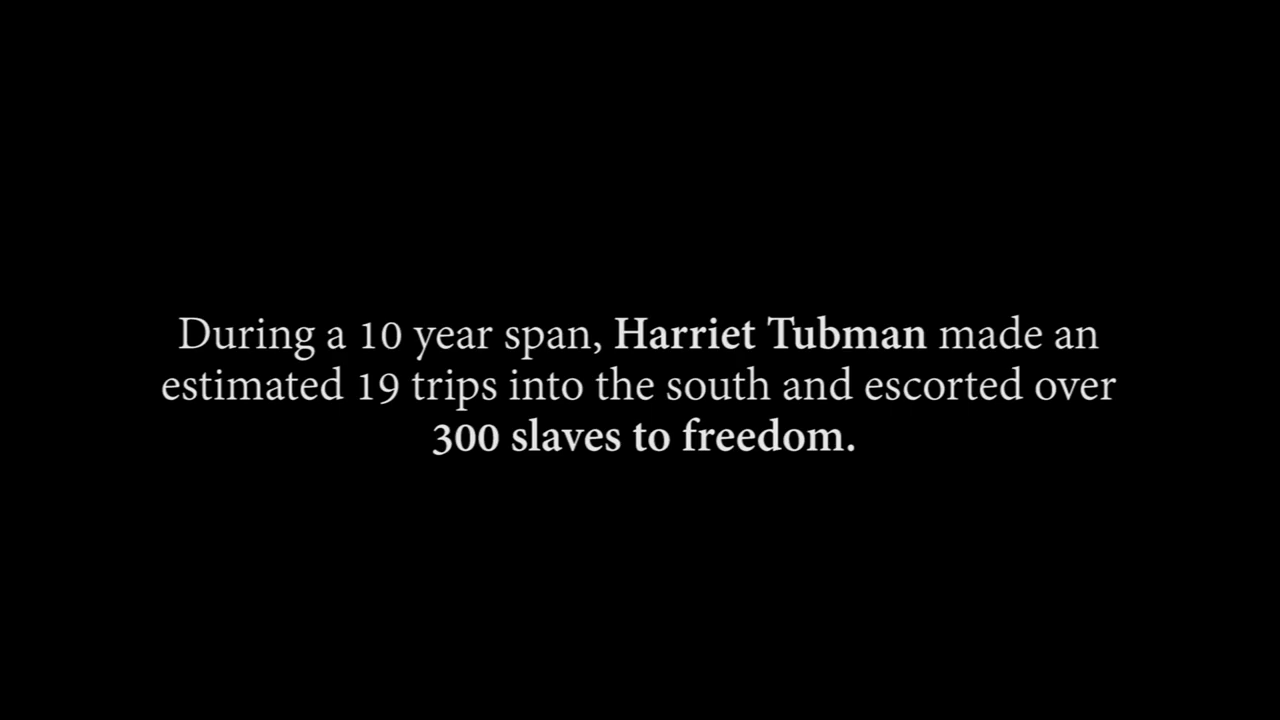 During a 10 year span, Harriet Tubman made an
estimated 19 trips into the south and escorted over
300 slaves to freedom.